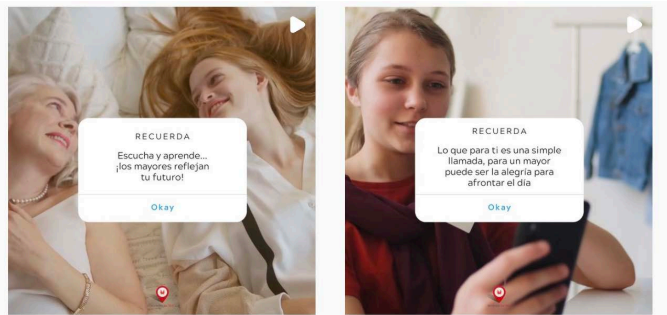 RECUERDA
Escucha y aprende...
¡los mayores reflejan
tu futuro!
Okay
RECUERDA
Lo que para ti es una simple
llamada, para un mayor
puede ser la alegría para
afrontar el día
Okay